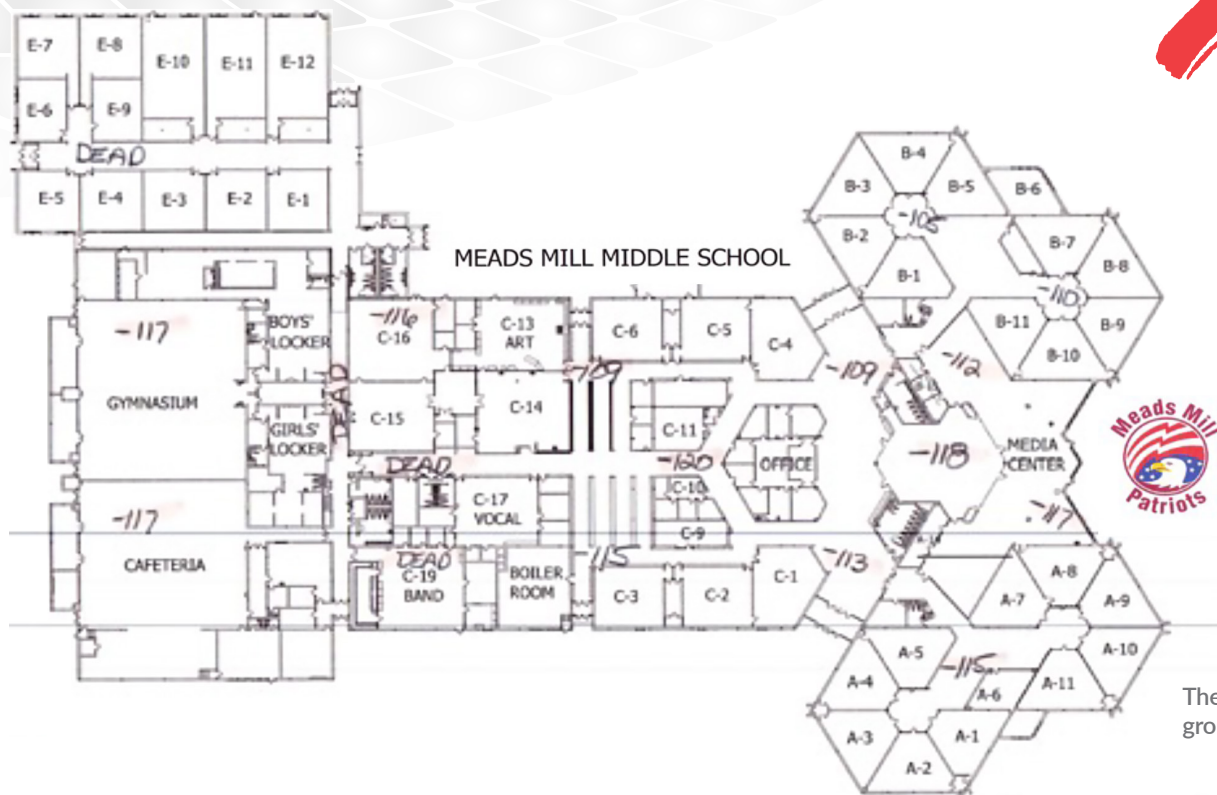 E-7
E-8
E-10
E-11
E-12
E-6
E-9
DEAD
E-5
E-4
E-3
E-2
E-1
MEADS MILL MIDDLE SCHOOL
B-4
B-3
B-5
B-6
-105
B-2
B-7
B-1
B-8
-110
-117
BOYS'
LOCKER
-116
C-16
C-13
ART
C-6
C-5
C-4
B-11
B-9
B-10
-109
-109
-112
DEAD
GYMNASIUM
C-15
C-14
GIRLS'
LOCKER
C-11
DEAD
-120
OFFICE
-118
MEDIA
CENTER
Meads Mill
Patriots
C-17
VOCAL
C-10
C-9
-117
-117
CAFETERIA
DEAD
C-19
BAND
BOILER
ROOM
-115
C-3
C-2
C-1
-113
A-8
A-7
A-9
A-5
A-10
-115
A-4
A-6
A-11
A-3
A-1
A-2
The
gro